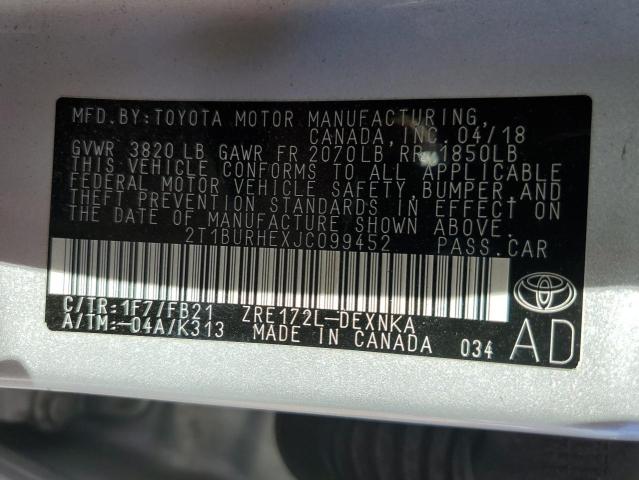 MFD. BY: TOYOTA MOTOR MANUFACTURING,
CANADA, INC. 04/18
GVWR 3820 LB GAWR FR 2070LB RR 1850LB
THIS VEHICLE CONFORMS TO ALL APPLICABLE
FEDERAL MOTOR VEHICLE SAFETY, BUMPER, AND
THEFT PREVENTION STANDARDS IN EFFECT ON
THE DATE OF MANUFACTURE SHOWN ABOVE.
2T1BURHEXJC099452 PASS. CAR
C/TR: 1F7/FB21 ZRE172L-DEXNKA
A/TM: -04A/K313 MADE IN CANADA 034 AD